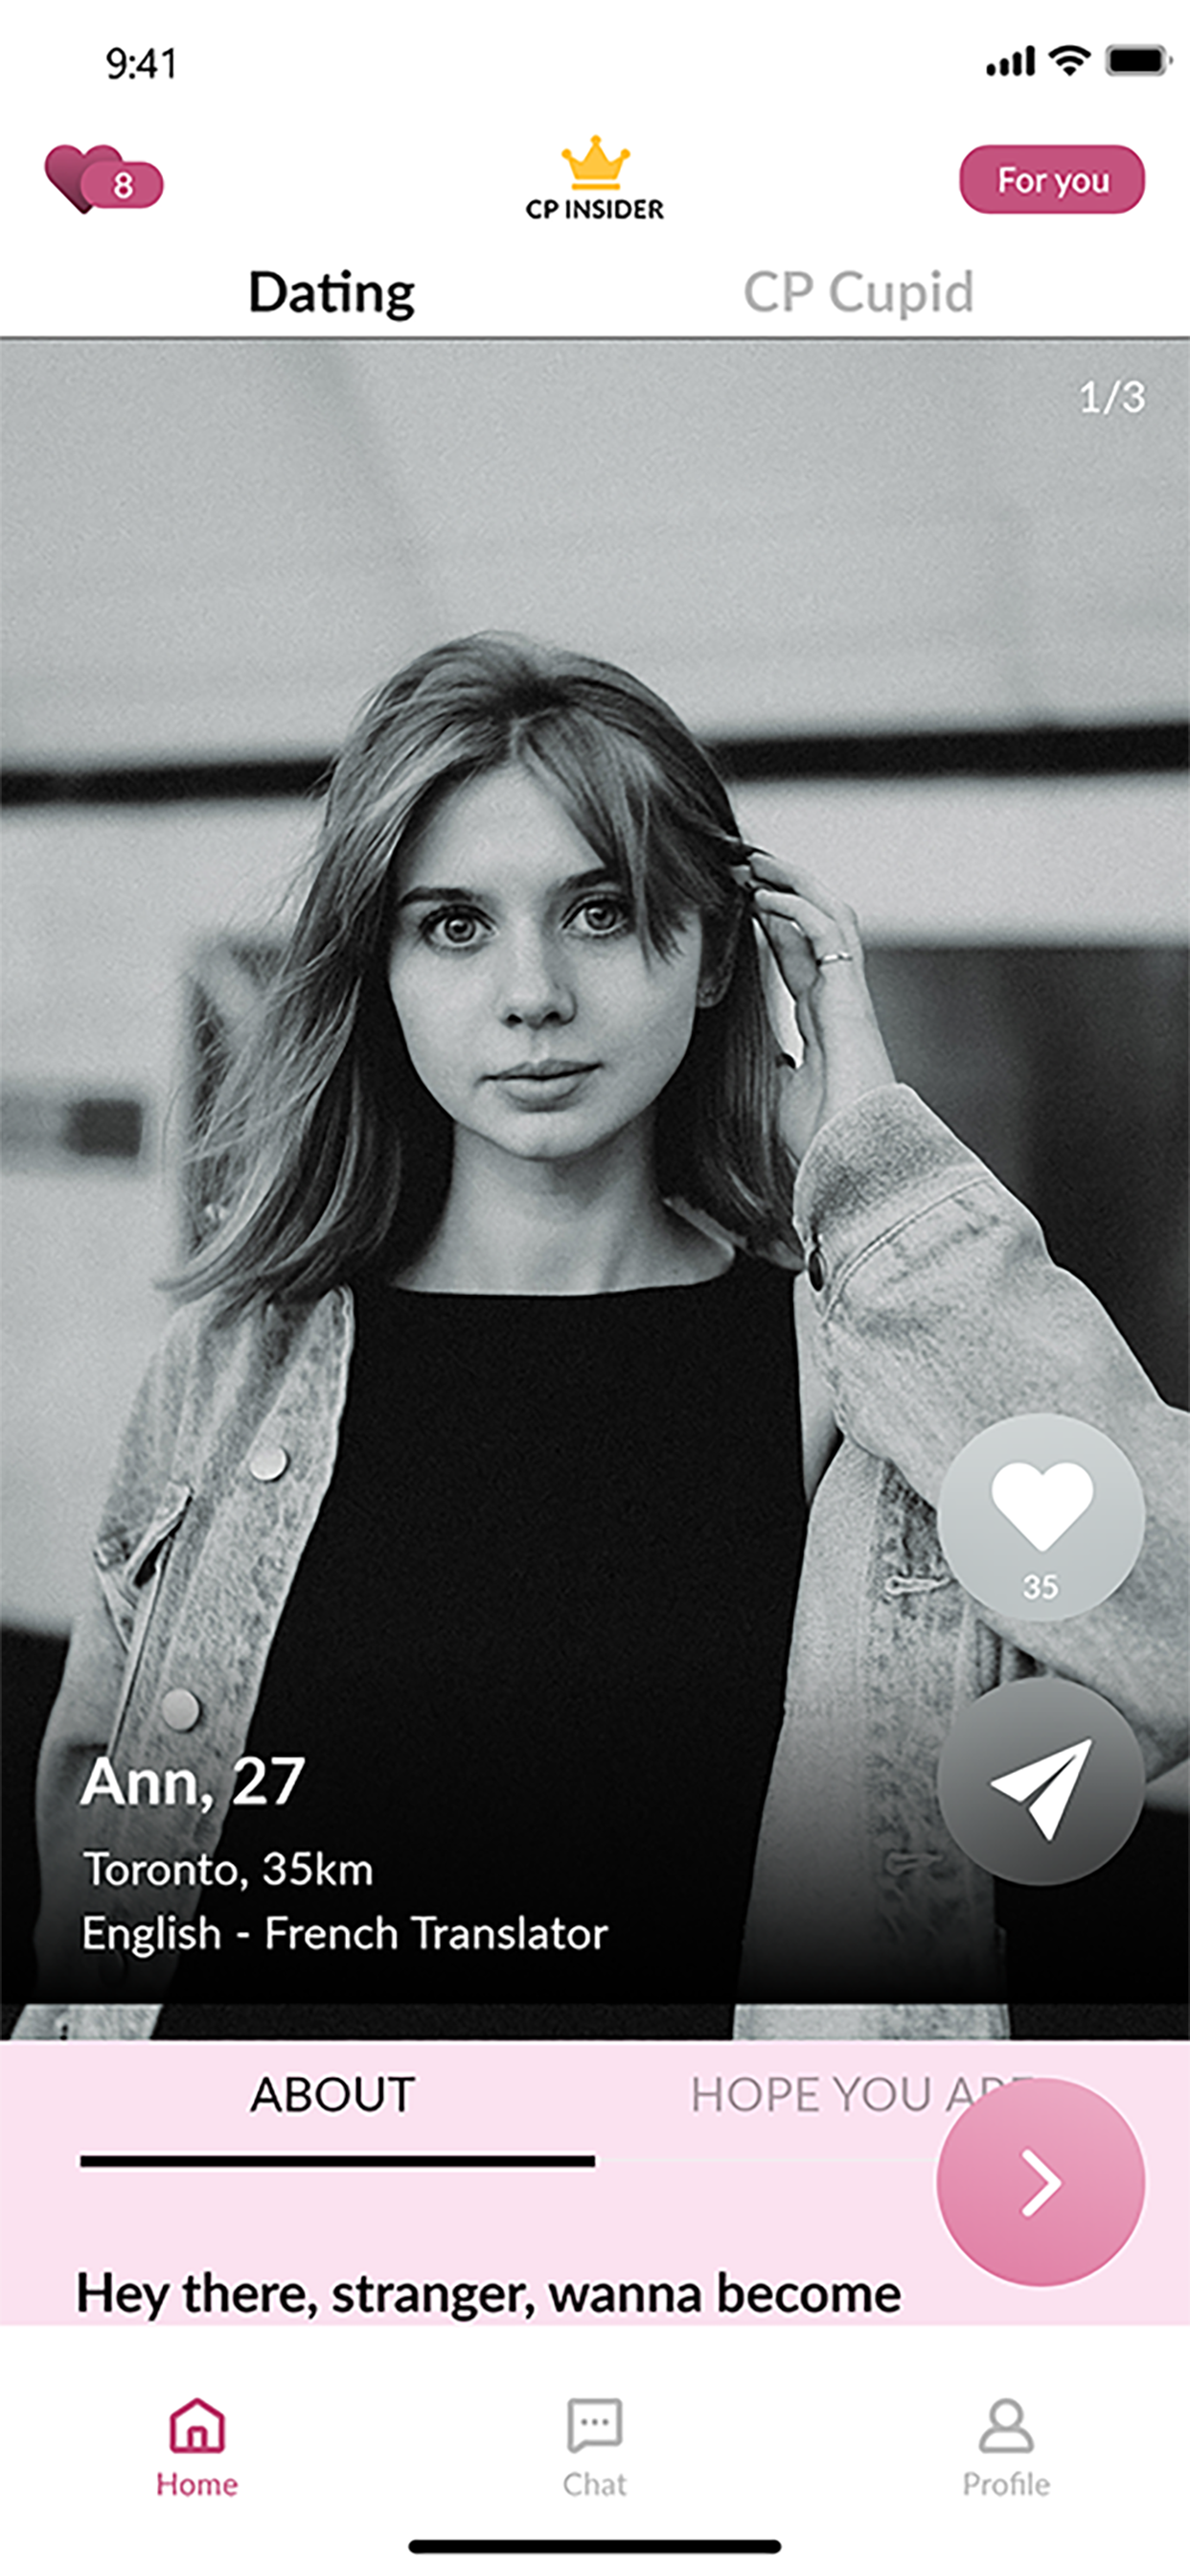 9:41
8
CP INSIDER
For you
Dating
CP Cupid
1/3
35
Ann, 27
Toronto, 35km
English - French Translator
ABOUT
HOPE YOU
Hey there, stranger, wanna become
Home
Chat
Profile